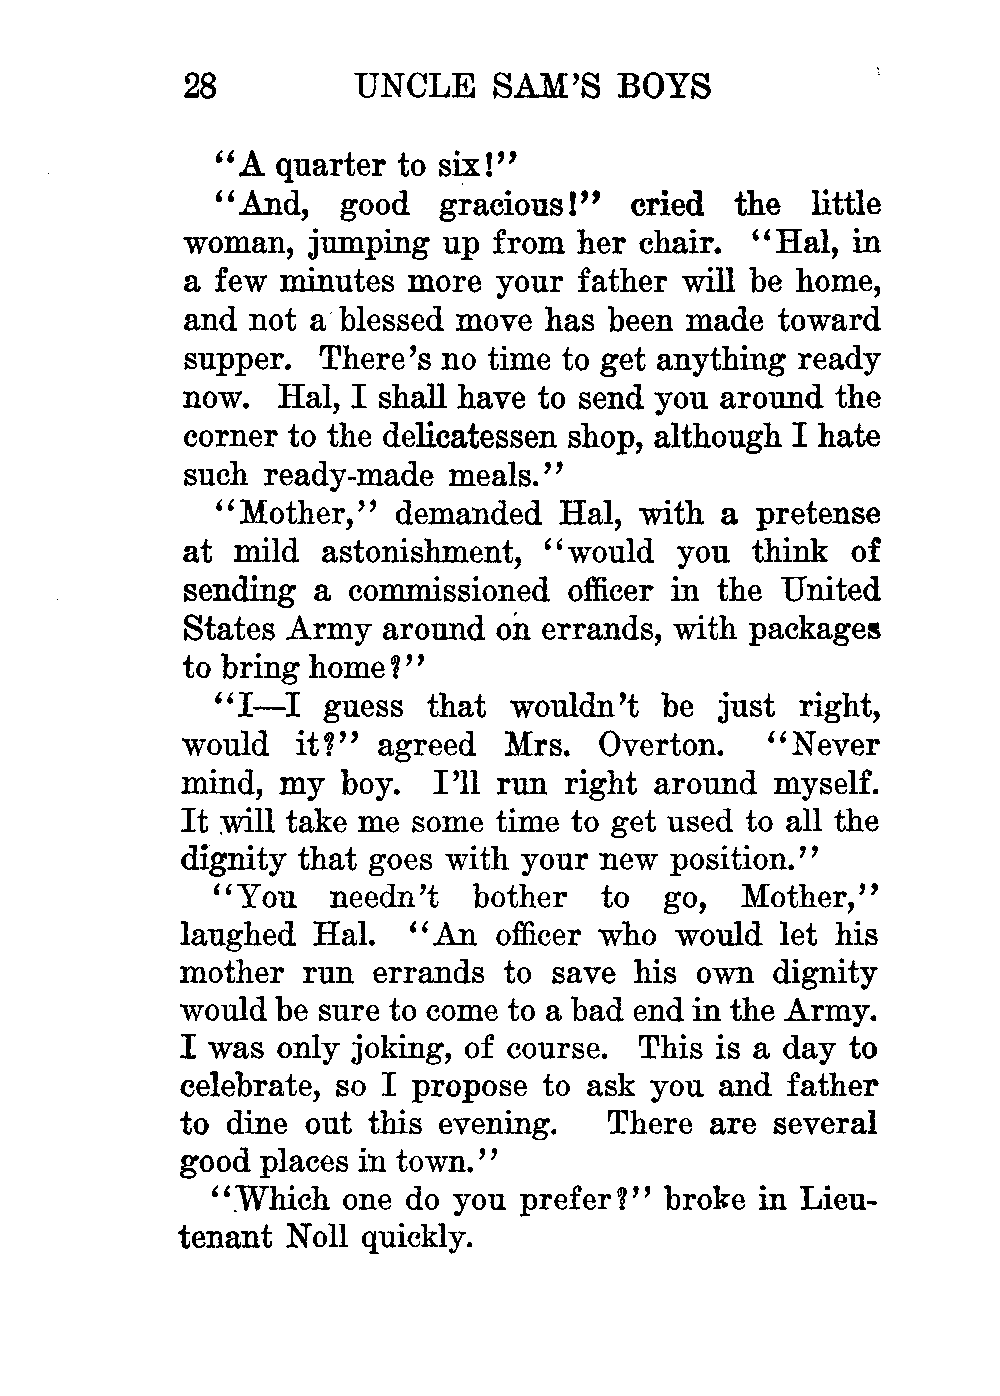 28 UNCLE SAM'S BOYS
"A quarter to six!"
"And, good gracious!" cried the little
woman, jumping up from her chair. "Hal, in
a few minutes more your father will be home,
and not a blessed move has been made toward
supper. There's no time to get anything ready
now. Hal, I shall have to send you around the
corner to the delicatessen shop, although I hate
such ready-made meals."
"Mother," demanded Hal, with a pretense
at mild astonishment, "would you think of
sending a commissioned officer in the United
States Army around on errands, with packages
to bring home?"
"I—I guess that wouldn't be just right,
would it?" agreed Mrs. Overton. "Never
mind, my boy. I'll run right around myself.
It will take me some time to get used to all the
dignity that goes with your new position."
"You needn't bother to go, Mother,"
laughed Hal. "An officer who would let his
mother run errands to save his own dignity
would be sure to come to a bad end in the Army.
I was only joking, of course. This is a day to
celebrate, so I propose to ask you and father
to dine out this evening. There are several
good places in town."
"Which one do you prefer?" broke in Lieu-
tenant Noll quickly.